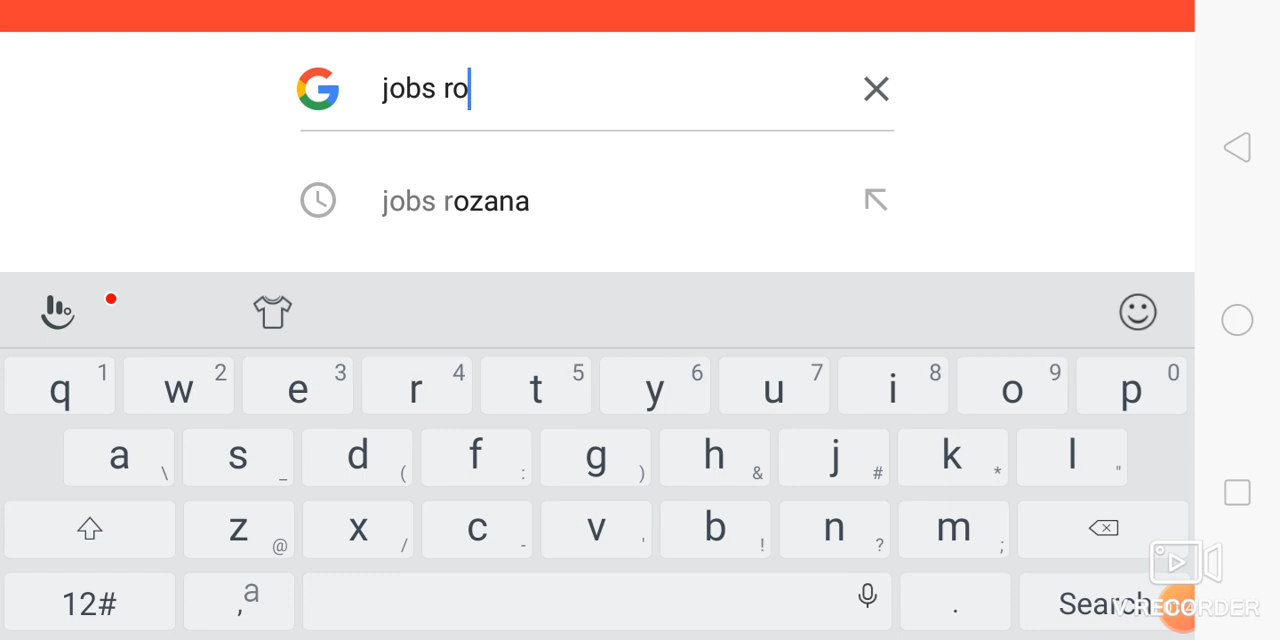 jobs ro
jobs rozana
q 1 w 2 e 3 r 4 t 5 y 6 u 7 i 8 o 9 p 0
a \ s _ d ( f : g ) h & j # k * l "
z @ x / c - v ' b ! n ? m ;
12# , a . Search
V RECORDER